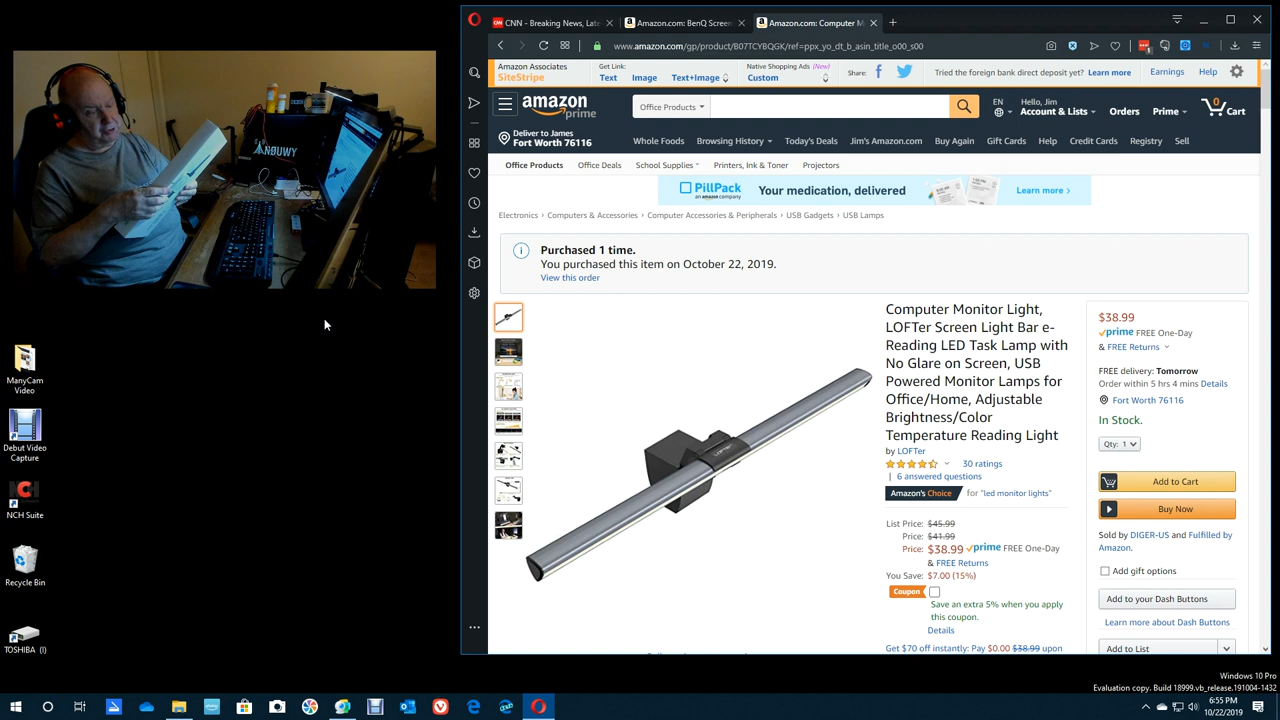 CNN - Breaking News, Late
Amazon.com: BenQ Screen
Amazon.com: Computer M
www.amazon.com/gp/product/B07TCYBQGK/ref=ppx_yo_dt_b_asin_title_o00_s00
Amazon Associates
SiteStripe
Get Link:
Text Image Text+Image
Native Shopping Ads (New)
Custom
Share:
Tried the foreign bank direct deposit yet? Learn more
Earnings Help
amazon
prime
Office Products
EN
Hello, Jim
Account & Lists
Orders
Prime
0
Cart
Deliver to James
Fort Worth 76116
Whole Foods Browsing History Today's Deals Jim's Amazon.com Buy Again Gift Cards Help Credit Cards Registry Sell
Office Products Office Deals School Supplies Printers, Ink & Toner Projectors
PillPack
an amazon company
Your medication, delivered
Learn more ›
Electronics › Computers & Accessories › Computer Accessories & Peripherals › USB Gadgets › USB Lamps
Purchased 1 time.
You purchased this item on October 22, 2019.
View this order
Computer Monitor Light,
LOFTer Screen Light Bar e-
Reading LED Task Lamp with
No Glare on Screen, USB
Powered Monitor Lamps for
Office/Home, Adjustable
Brightness/Color
Temperature Reading Light
by LOFTer
30 ratings
| 6 answered questions
Amazon's Choice for "led monitor lights"
List Price: $45.99
Price: $41.99
Price: $38.99 prime FREE One-Day
& FREE Returns
You Save: $7.00 (15%)
Coupon
Save an extra 5% when you apply
this coupon.
Details
Get $70 off instantly: Pay $0.00 $38.99 upon
$38.99
prime FREE One-Day
& FREE Returns
FREE delivery: Tomorrow
Order within 5 hrs 4 mins Details
Fort Worth 76116
In Stock.
Qty: 1
Add to Cart
Buy Now
Sold by DIGER-US and Fulfilled by
Amazon.
Add gift options
Add to your Dash Buttons
Learn more about Dash Buttons
Add to List
ManyCam
Video
Debut Video
Capture
NCH Suite
Recycle Bin
TOSHIBA (I)
Windows 10 Pro
Evaluation copy. Build 18999.vb_release.191004-1432
6:55 PM
10/22/2019